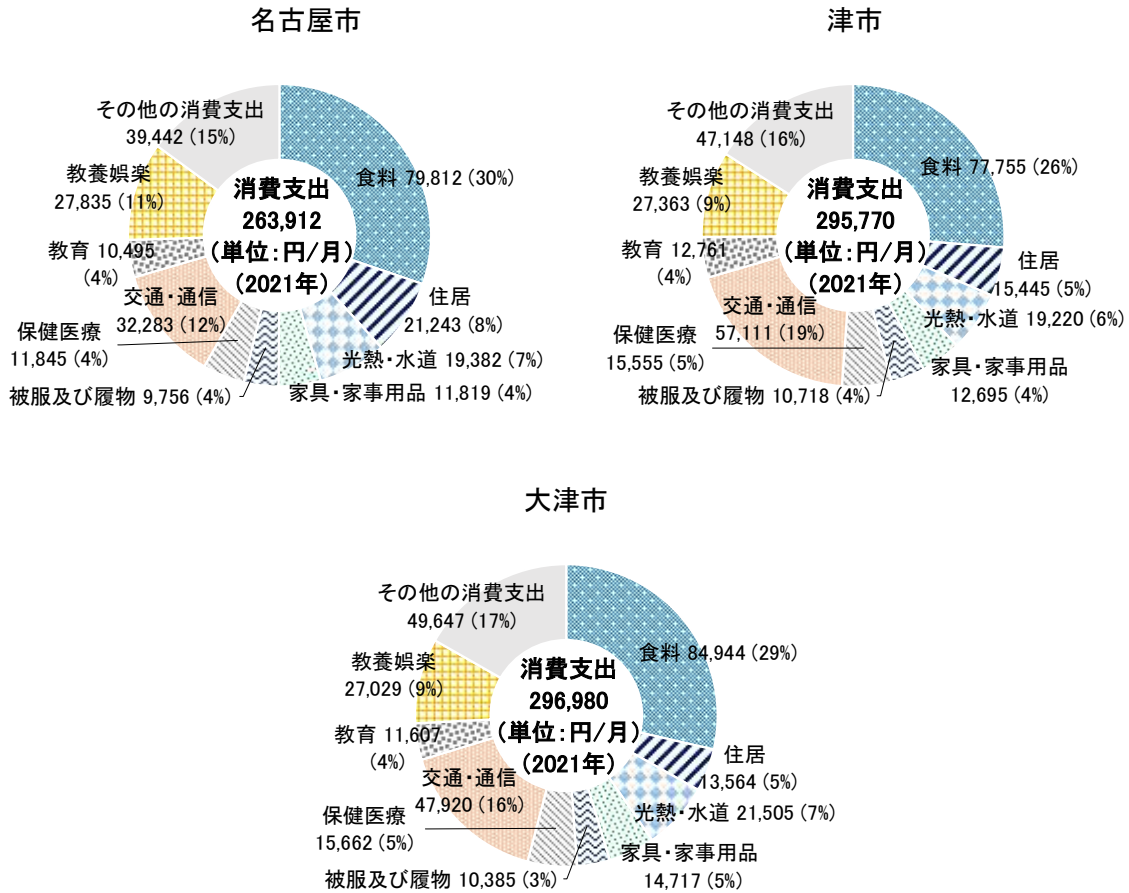 名古屋市
その他の消費支出
39,442 (15%)
食料 79,812 (30%)
教養娯楽
27,835 (11%)
消費支出
263,912
(単位:円/月)
(2021年)
教育 10,495
(4%)
交通・通信
32,283 (12%)
住居
21,243 (8%)
保健医療
11,845 (4%)
光熱・水道 19,382 (7%)
被服及び履物 9,756 (4%)
家具・家事用品 11,819 (4%)
津市
その他の消費支出
47,148 (16%)
食料 77,755 (26%)
教養娯楽
27,363 (9%)
消費支出
295,770
(単位:円/月)
(2021年)
教育 12,761
(4%)
住居
15,445 (5%)
交通・通信
57,111 (19%)
光熱・水道 19,220 (6%)
保健医療
15,555 (5%)
家具・家事用品
12,695 (4%)
被服及び履物 10,718 (4%)
大津市
その他の消費支出
49,647 (17%)
食料 84,944 (29%)
教養娯楽
27,029 (9%)
消費支出
296,980
(単位:円/月)
(2021年)
教育 11,607
(4%)
住居
13,564 (5%)
交通・通信
47,920 (16%)
光熱・水道 21,505 (7%)
保健医療
15,662 (5%)
家具・家事用品
14,717 (5%)
被服及び履物 10,385 (3%)